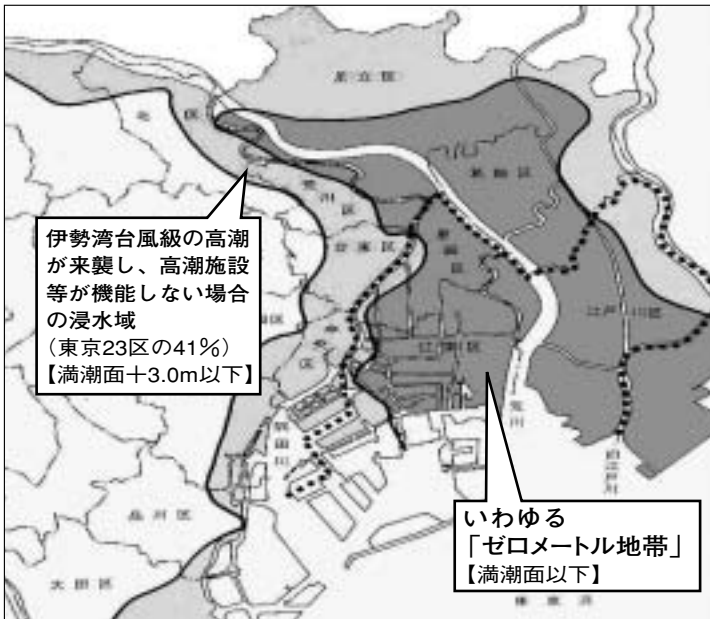 足立区
北
区
葛飾区
荒川
区
墨田
区
台東区
江戸川区
中央
区
江東区
荒川
隅田川
旧江戸川
品川区
大田区
伊勢湾台風級の高潮
が来襲し、高潮施設
等が機能しない場合
の浸水域
（東京23区の41％）
【満潮面＋3.0m以下】
いわゆる
「ゼロメートル地帯」
【満潮面以下】